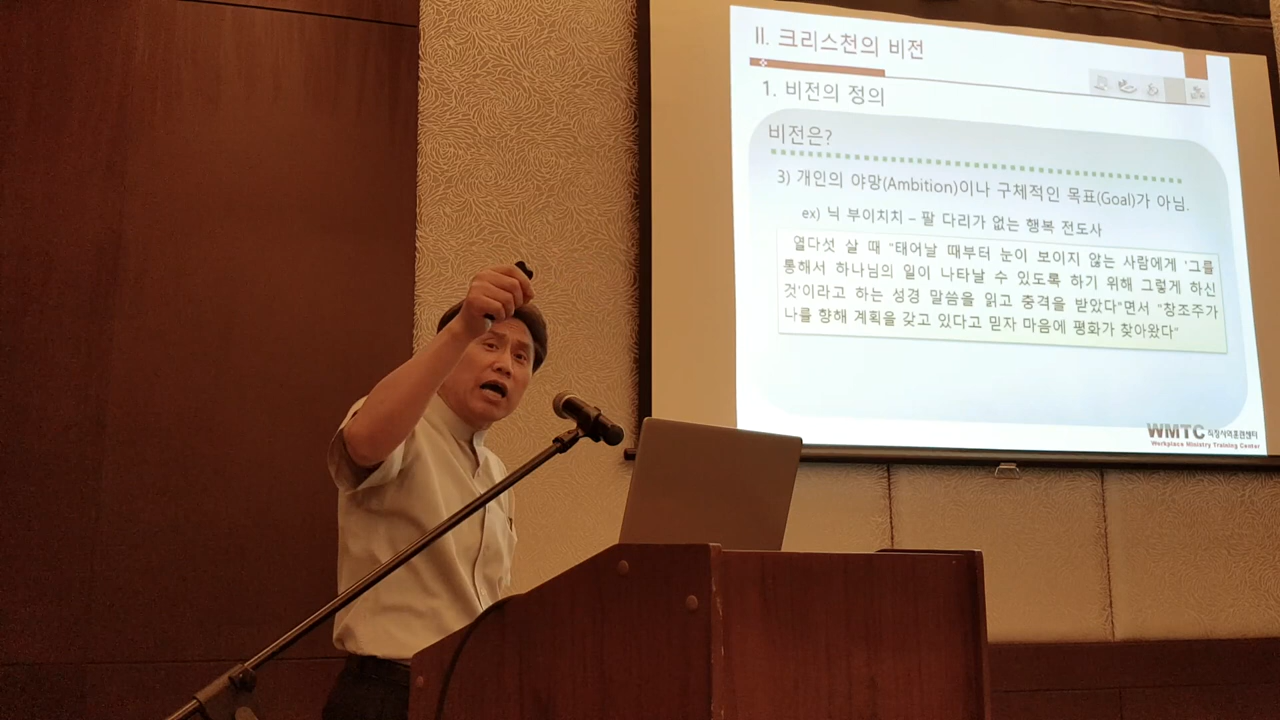 II. 크리스천의 비전
1. 비전의 정의
비전은?
3) 개인의 야망(Ambition)이나 구체적인 목표(Goal)가 아님.
ex) 닉 부이치치 – 팔 다리가 없는 행복 전도사
열다섯 살 때 "태어날 때부터 눈이 보이지 않는 사람에게 '그를
통해서 하나님의 일이 나타날 수 있도록 하기 위해 그렇게 하신
것'이라고 하는 성경 말씀을 읽고 충격을 받았다"면서 "창조주가
나를 향해 계획을 갖고 있다고 믿자 마음에 평화가 찾아왔다"
WMTC 직장사역훈련센터
Workplace Ministry Training Center